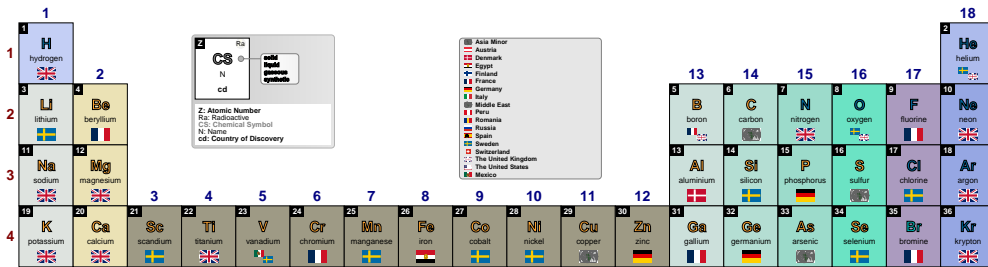 1
18
1
H
hydrogen
2
He
helium
1
Z
Ra
CS
N
cd
solid
liquid
gaseous
synthetic
Z: Atomic Number
Ra: Radioactive
CS: Chemical Symbol
N: Name
cd: Country of Discovery
Asia Minor
Austria
Denmark
Egypt
Finland
France
Germany
Italy
Middle East
Peru
Romania
Russia
Spain
Sweden
Switzerland
The United Kingdom
The United States
Mexico
2
13 14 15 16 17
2
3 Li lithium
4 Be beryllium
5 B boron
6 C carbon
7 N nitrogen
8 O oxygen
9 F fluorine
10 Ne neon
3
11 Na sodium
12 Mg magnesium
13 Al aluminium
14 Si silicon
15 P phosphorus
16 S sulfur
17 Cl chlorine
18 Ar argon
3 4 5 6 7 8 9 10 11 12
4
19 K potassium
20 Ca calcium
21 Sc scandium
22 Ti titanium
23 V vanadium
24 Cr chromium
25 Mn manganese
26 Fe iron
27 Co cobalt
28 Ni nickel
29 Cu copper
30 Zn zinc
31 Ga gallium
32 Ge germanium
33 As arsenic
34 Se selenium
35 Br bromine
36 Kr krypton